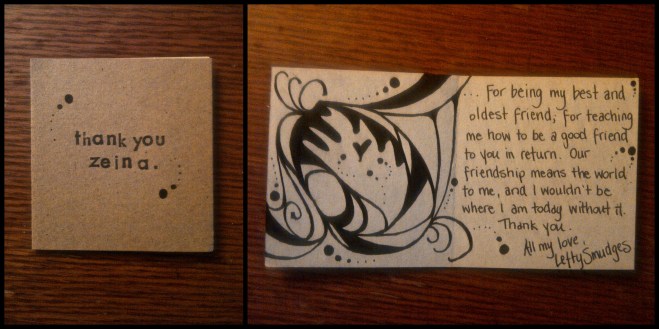 thank you
zeina.
... For being my best and
oldest friend, for teaching
me how to be a good friend
to you in return. Our
friendship means the world
to me, and I wouldn't be
where I am today without it.
Thank you.
All my love,
LeftySmudges